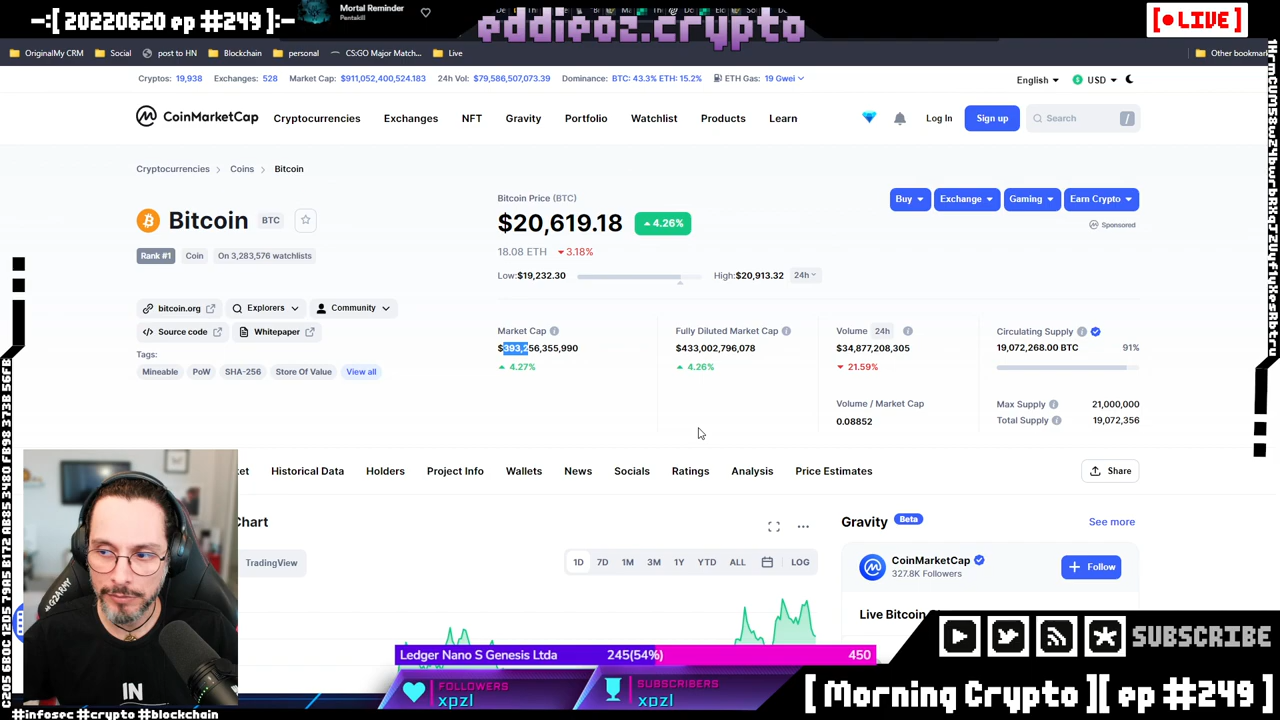 -:[ 20220620 ep #249 ]:-
Mortal Reminder
Pentakill
eddieoz.crypto
[● LIVE]
OriginalMy CRM
Social
post to HN
Blockchain
personal
CS:GO Major Match...
Live
Other bookmar
Cryptos: 19,938
Exchanges: 528
Market Cap: $911,052,400,524.183
24h Vol: $79,586,507,073.39
Dominance: BTC: 43.3% ETH: 15.2%
ETH Gas: 19 Gwei
English
USD
CoinMarketCap
Cryptocurrencies
Exchanges
NFT
Gravity
Portfolio
Watchlist
Products
Learn
Log In
Sign up
Search
/
Cryptocurrencies
Coins
Bitcoin
Bitcoin
BTC
Rank #1
Coin
On 3,283,576 watchlists
bitcoin.org
Explorers
Community
Source code
Whitepaper
Tags:
Mineable
PoW
SHA-256
Store Of Value
View all
Bitcoin Price (BTC)
$20,619.18
4.26%
18.08 ETH
3.18%
Low:$19,232.30
High:$20,913.32
24h
Buy
Exchange
Gaming
Earn Crypto
Sponsored
Market Cap
$393,256,355,990
4.27%
Fully Diluted Market Cap
$433,002,796,078
4.26%
Volume 24h
$34,877,208,305
21.59%
Volume / Market Cap
0.08852
Circulating Supply
19,072,268.00 BTC
91%
Max Supply
21,000,000
Total Supply
19,072,356
et
Historical Data
Holders
Project Info
Wallets
News
Socials
Ratings
Analysis
Price Estimates
Share
Chart
TradingView
1D
7D
1M
3M
1Y
YTD
ALL
LOG
Gravity Beta
See more
CoinMarketCap
327.8K Followers
Follow
Live Bitcoin
Ledger Nano S Genesis Ltda
245(54%)
450
FOLLOWERS
xpzl
SUBSCRIBERS
xpzl
SUBSCRIBE
[ Morning Crypto ][ ep #249 ]
#G2ARMY
IN
#infosec #crypto #blockchain